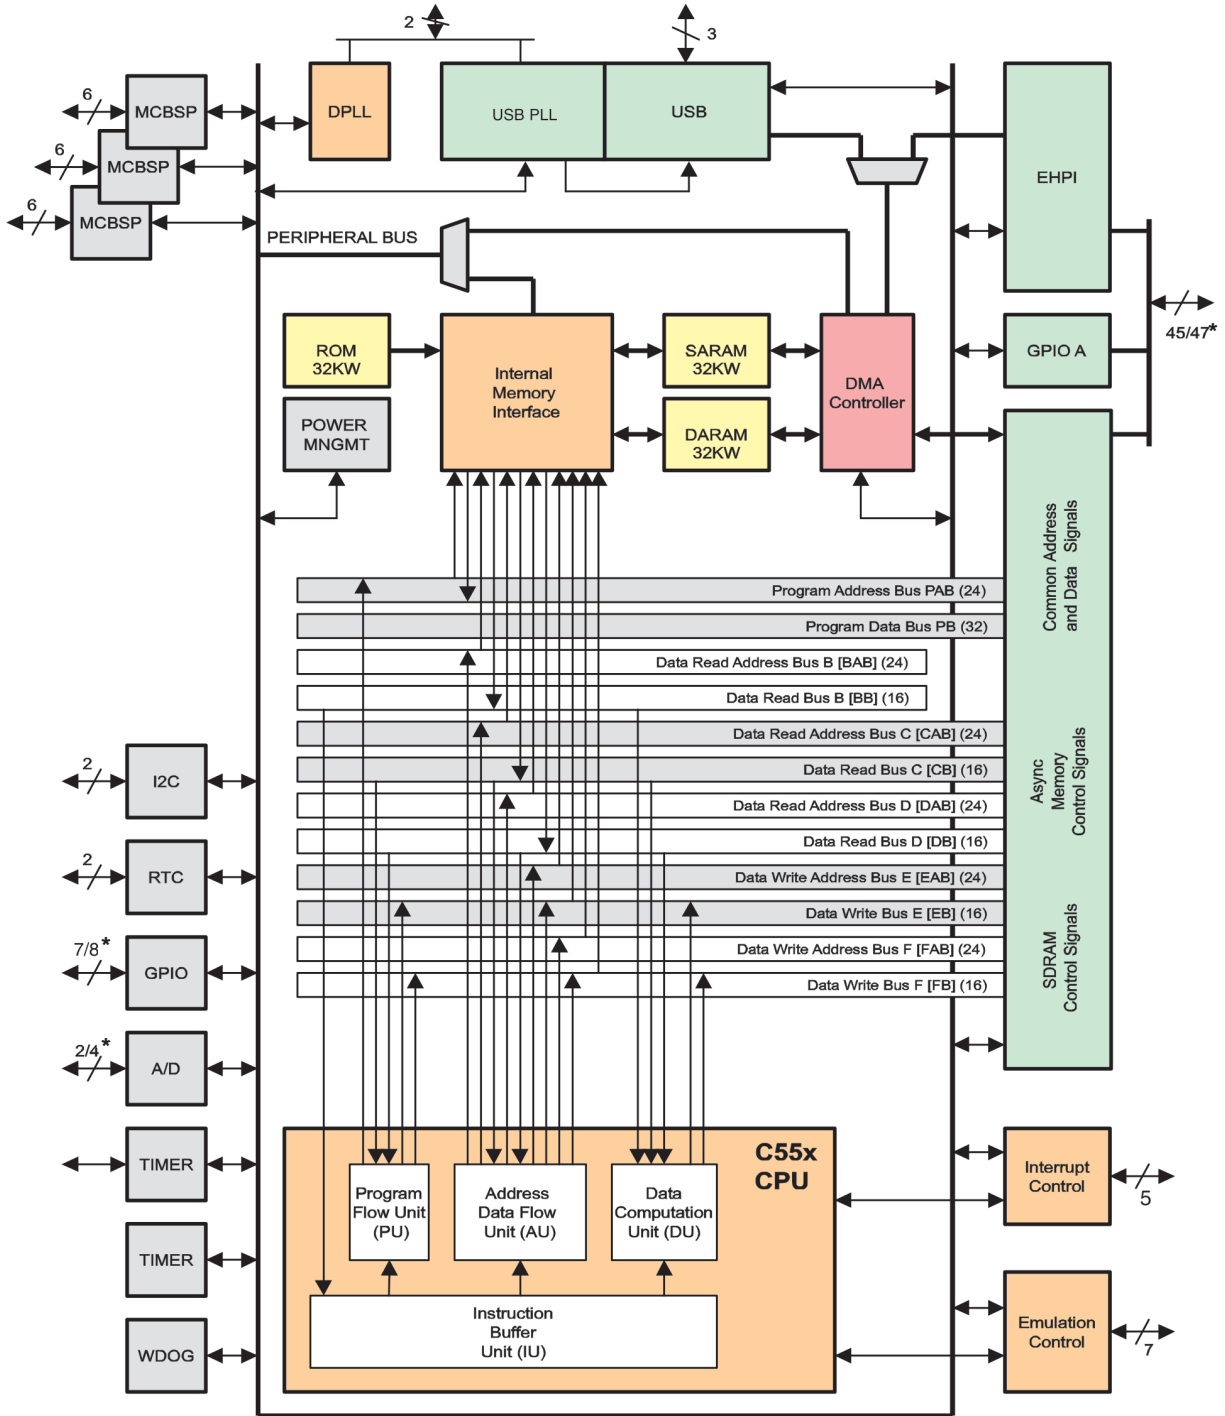 2
3
6
MCBSP
DPLL
USB PLL
USB
6
MCBSP
EHPI
6
MCBSP
PERIPHERAL BUS
45/47*
ROM
32KW
Internal
Memory
Interface
SARAM
32KW
DMA
Controller
GPIO A
POWER
MNGMT
DARAM
32KW
Common Address
and Data Signals
Program Address Bus PAB (24)
Program Data Bus PB (32)
Data Read Address Bus B [BAB] (24)
Data Read Bus B [BB] (16)
Data Read Address Bus C [CAB] (24)
Data Read Bus C [CB] (16)
Data Read Address Bus D [DAB] (24)
Data Read Bus D [DB] (16)
Data Write Address Bus E [EAB] (24)
Data Write Bus E [EB] (16)
Data Write Address Bus F [FAB] (24)
Data Write Bus F [FB] (16)
Async
Memory
Control Signals
SDRAM
Control Signals
2
I2C
2
RTC
7/8*
GPIO
2/4*
A/D
TIMER
TIMER
WDOG
C55x
CPU
Program
Flow Unit
(PU)
Address
Data Flow
Unit (AU)
Data
Computation
Unit (DU)
Instruction
Buffer
Unit (IU)
Interrupt
Control
5
Emulation
Control
7